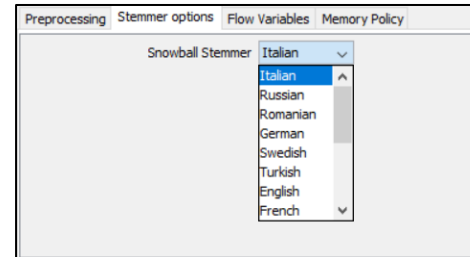 Preprocessing Stemmer options Flow Variables Memory Policy
Snowball Stemmer Italian
Italian
Russian
Romanian
German
Swedish
Turkish
English
French